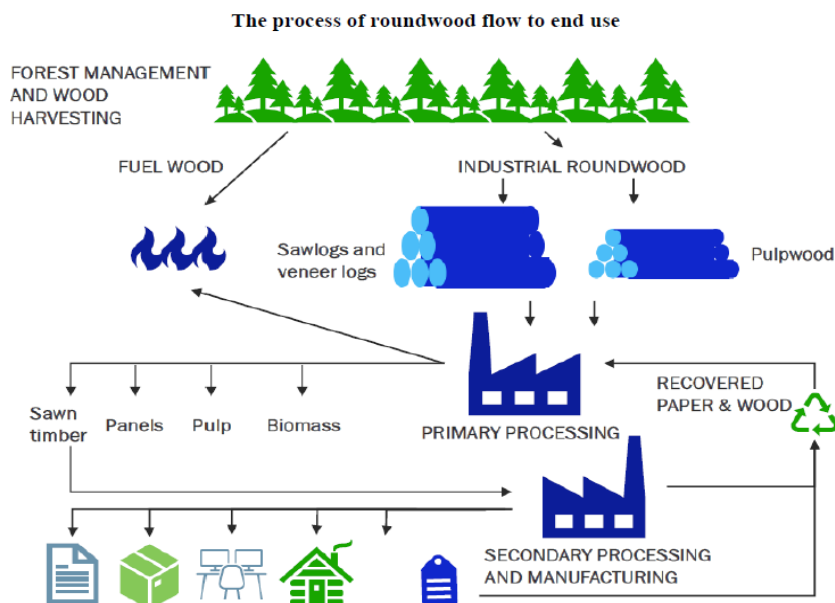 The process of roundwood flow to end use
FOREST MANAGEMENT
AND WOOD
HARVESTING
FUEL WOOD
INDUSTRIAL ROUNDWOOD
Sawlogs and
veneer logs
Pulpwood
RECOVERED
PAPER & WOOD
Sawn
timber
Panels
Pulp
Biomass
PRIMARY PROCESSING
SECONDARY PROCESSING
AND MANUFACTURING